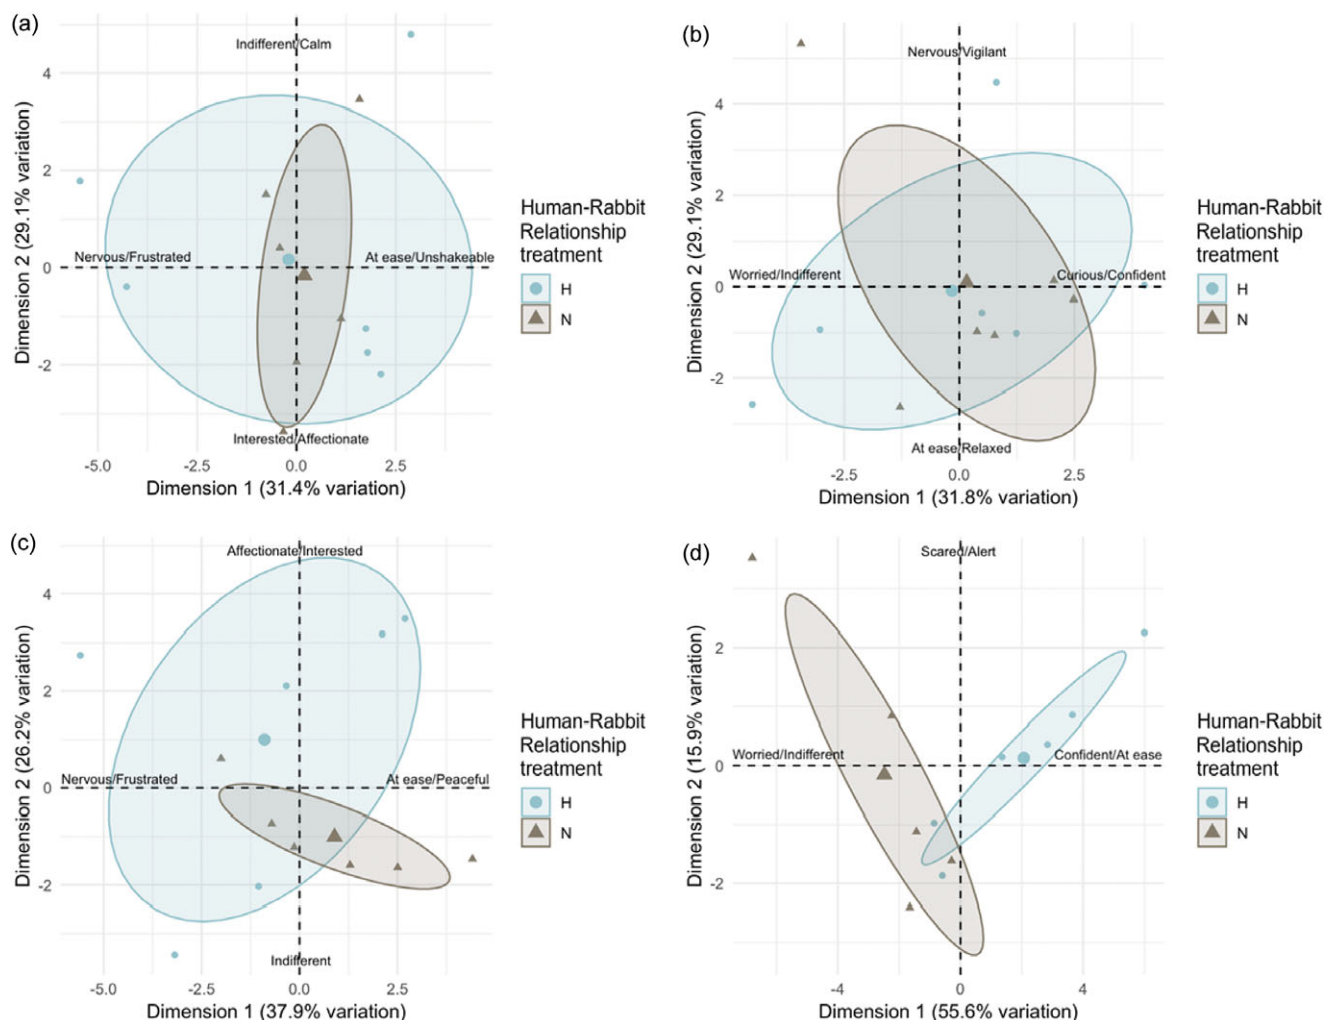 (a)
Indifferent/Calm
4
2
0
-2
Nervous/Frustrated
At ease/Unshakeable
Interested/Affectionate
-5.0 -2.5 0.0 2.5
Dimension 1 (31.4% variation)
Dimension 2 (29.1% variation)
Human-Rabbit
Relationship
treatment
H
N
(b)
Nervous/Vigilant
4
2
0
-2
Worried/Indifferent
Curious/Confident
At ease/Relaxed
-2.5 0.0 2.5
Dimension 1 (31.8% variation)
Dimension 2 (29.1% variation)
Human-Rabbit
Relationship
treatment
H
N
(c)
Affectionate/Interested
4
2
0
-2
Nervous/Frustrated
At ease/Peaceful
Indifferent
-5.0 -2.5 0.0 2.5
Dimension 1 (37.9% variation)
Dimension 2 (26.2% variation)
Human-Rabbit
Relationship
treatment
H
N
(d)
Scared/Alert
2
0
-2
Worried/Indifferent
Confident/At ease
-4 0 4
Dimension 1 (55.6% variation)
Dimension 2 (15.9% variation)
Human-Rabbit
Relationship
treatment
H
N